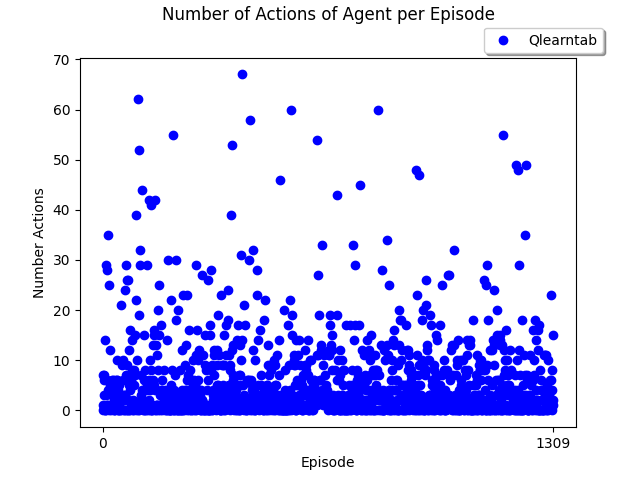 Number of Actions of Agent per Episode
Qlearntab
70
60
50
40
30
20
10
0
Number Actions
0 1309
Episode